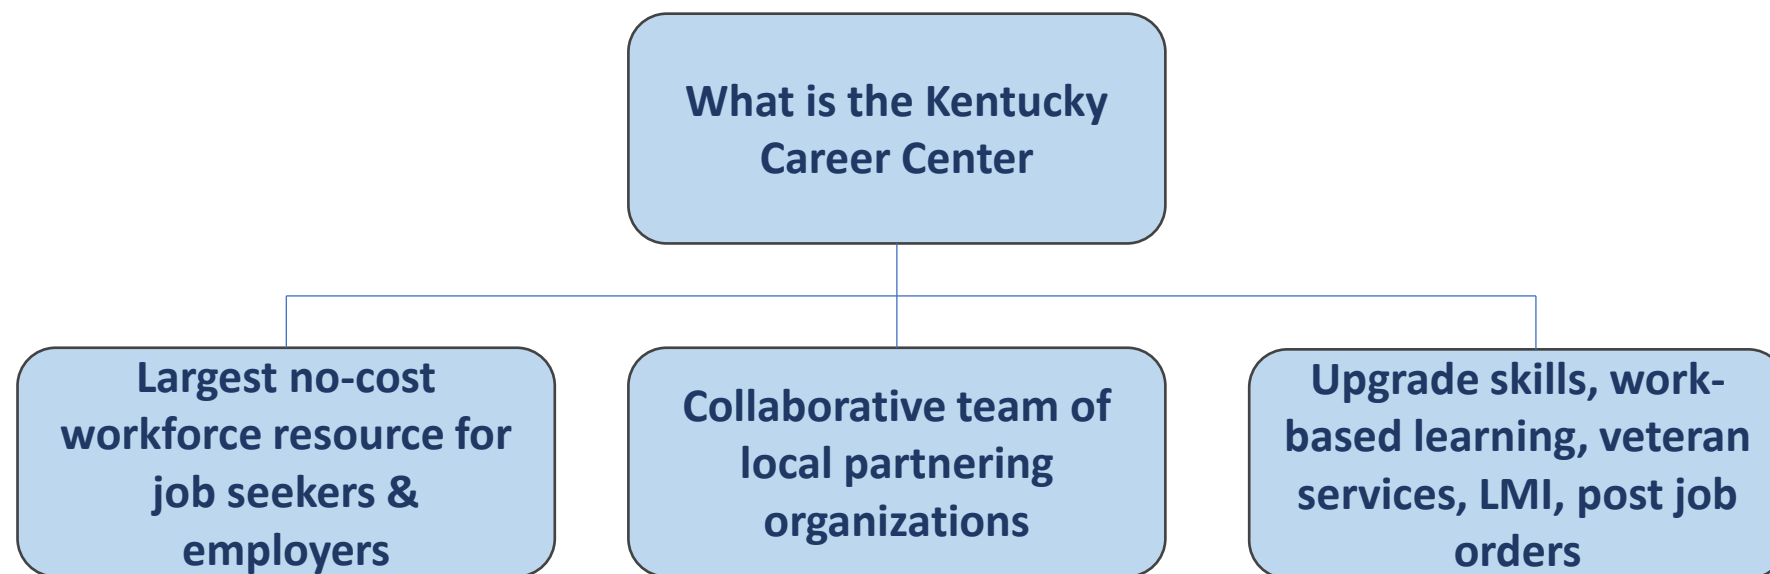 What is the Kentucky
Career Center
Largest no-cost
workforce resource for
job seekers &
employers
Collaborative team of
local partnering
organizations
Upgrade skills, work-
based learning, veteran
services, LMI, post job
orders